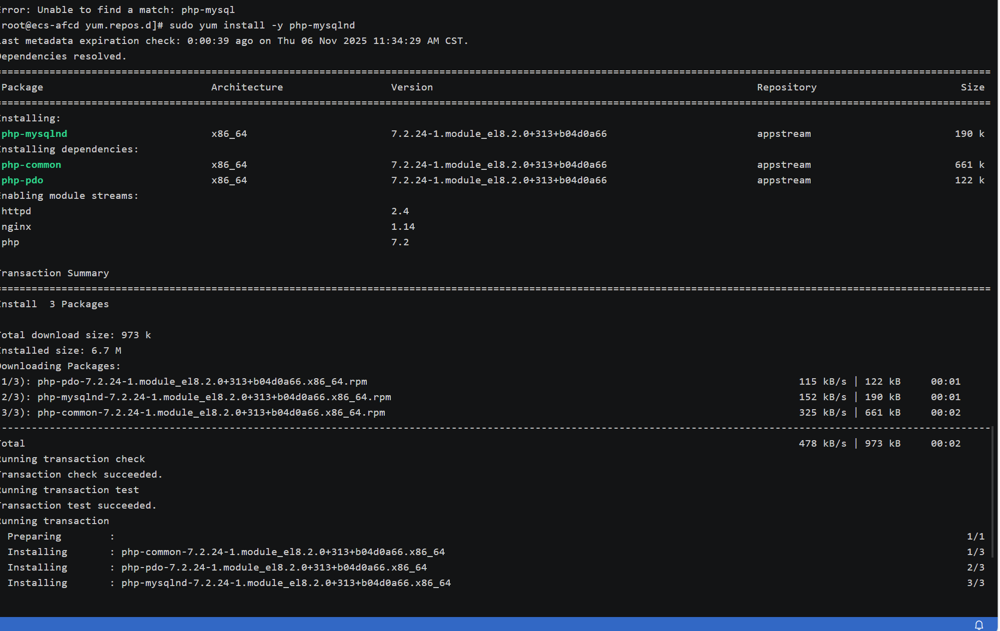 rror: Unable to find a match: php-mysql
root@ecs-afcd yum.repos.d]# sudo yum install -y php-mysqlnd
ast metadata expiration check: 0:00:39 ago on Thu 06 Nov 2025 11:34:29 AM CST.
ependencies resolved.
Package Architecture Version Repository Size
nstalling:
php-mysqlnd x86_64 7.2.24-1.module_el8.2.0+313+b04d0a66 appstream 190 k
nstalling dependencies:
php-common x86_64 7.2.24-1.module_el8.2.0+313+b04d0a66 appstream 661 k
php-pdo x86_64 7.2.24-1.module_el8.2.0+313+b04d0a66 appstream 122 k
nabling module streams:
httpd 2.4
nginx 1.14
php 7.2
ransaction Summary
nstall  3 Packages
otal download size: 973 k
nstalled size: 6.7 M
ownloading Packages:
1/3): php-pdo-7.2.24-1.module_el8.2.0+313+b04d0a66.x86_64.rpm 115 kB/s | 122 kB 00:01
2/3): php-mysqlnd-7.2.24-1.module_el8.2.0+313+b04d0a66.x86_64.rpm 152 kB/s | 190 kB 00:01
3/3): php-common-7.2.24-1.module_el8.2.0+313+b04d0a66.x86_64.rpm 325 kB/s | 661 kB 00:02
otal 478 kB/s | 973 kB 00:02
unning transaction check
ransaction check succeeded.
unning transaction test
ransaction test succeeded.
unning transaction
Preparing : 1/1
Installing : php-common-7.2.24-1.module_el8.2.0+313+b04d0a66.x86_64 1/3
Installing : php-pdo-7.2.24-1.module_el8.2.0+313+b04d0a66.x86_64 2/3
Installing : php-mysqlnd-7.2.24-1.module_el8.2.0+313+b04d0a66.x86_64 3/3